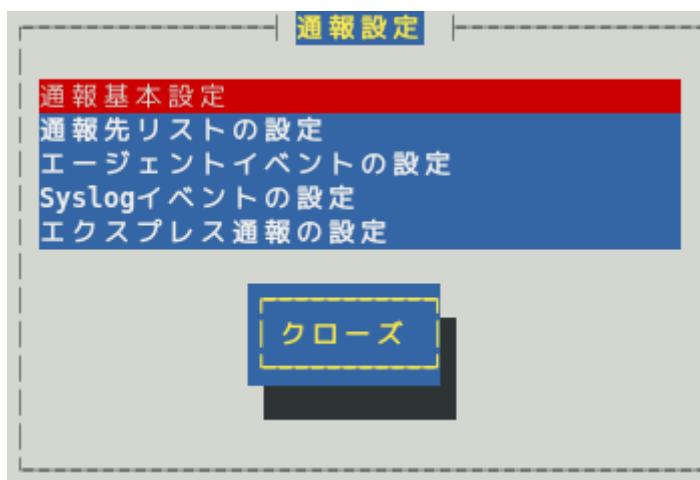 通報設定
通報基本設定
通報先リストの設定
エージェントイベントの設定
Syslogイベントの設定
エクスプレス通報の設定
クローズ